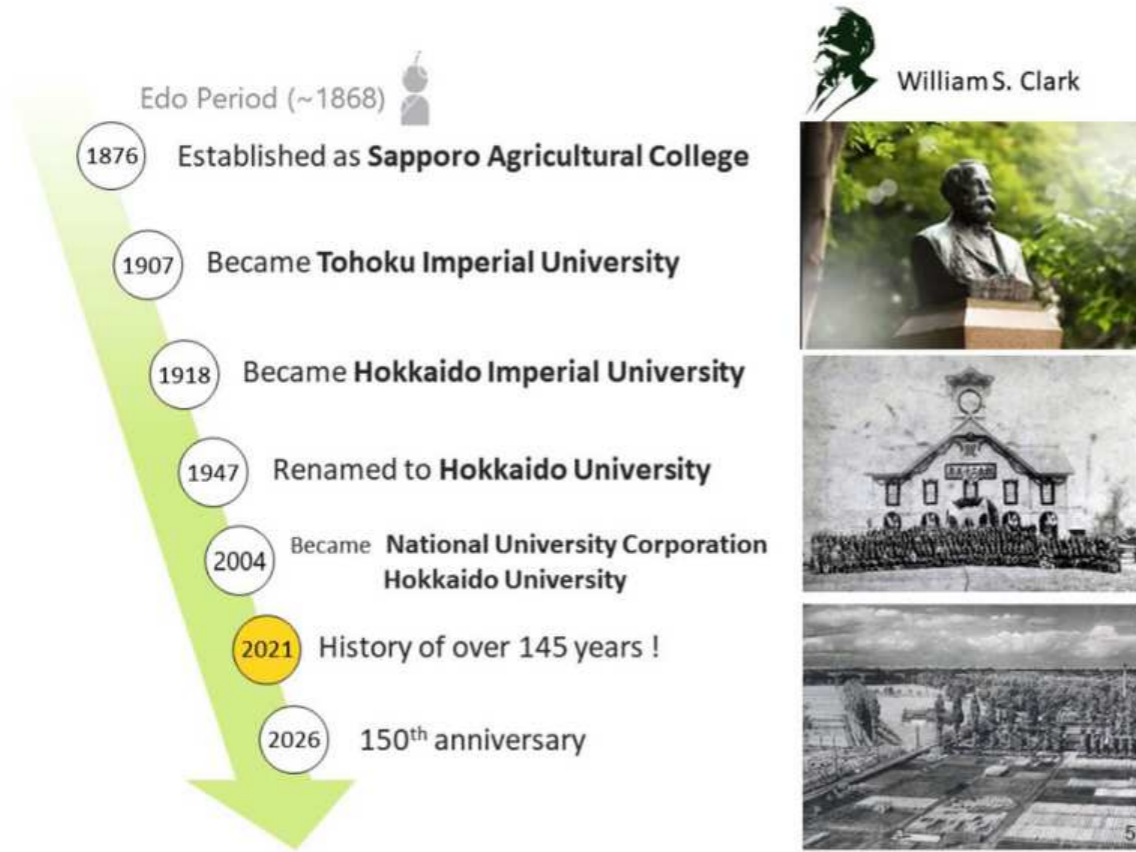 Edo Period (~1868)
William S. Clark
1876 Established as Sapporo Agricultural College
1907 Became Tohoku Imperial University
1918 Became Hokkaido Imperial University
1947 Renamed to Hokkaido University
2004 Became National University Corporation
Hokkaido University
2021 History of over 145 years !
2026 150th anniversary
5